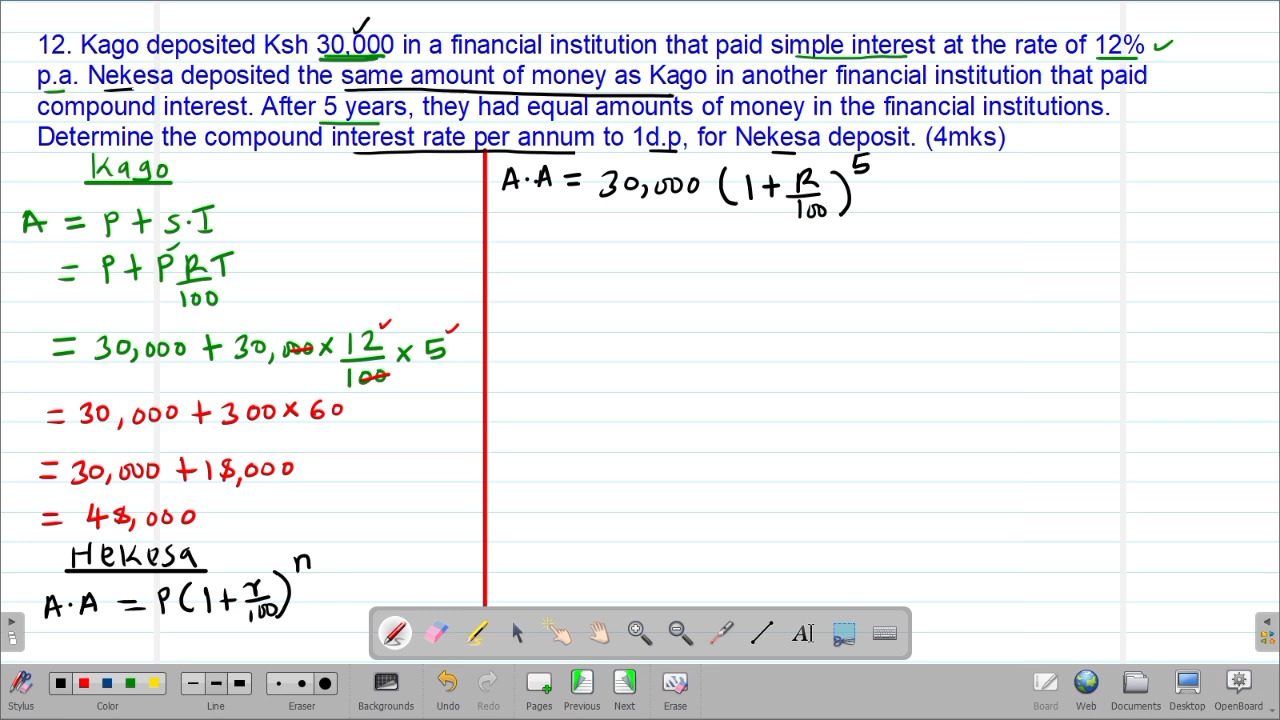 12. Kago deposited Ksh 30,000 in a financial institution that paid simple interest at the rate of 12%
p.a. Nekesa deposited the same amount of money as Kago in another financial institution that paid
compound interest. After 5 years, they had equal amounts of money in the financial institutions.
Determine the compound interest rate per annum to 1d.p, for Nekesa deposit. (4mks)
Kago
A = P + S.I
= P + PRT/100
= 30,000 + 30,000 × 12/100 × 5
= 30,000 + 300 × 60
= 30,000 + 18,000
= 48,000
Nekesa
A.A = P(1 + r/100)^n
A.A = 30,000 (1 + R/100)^5
Stylus
Color
Line
Eraser
Backgrounds
Undo
Redo
Pages
Previous
Next
Erase
Board
Web
Documents
Desktop
OpenBoard